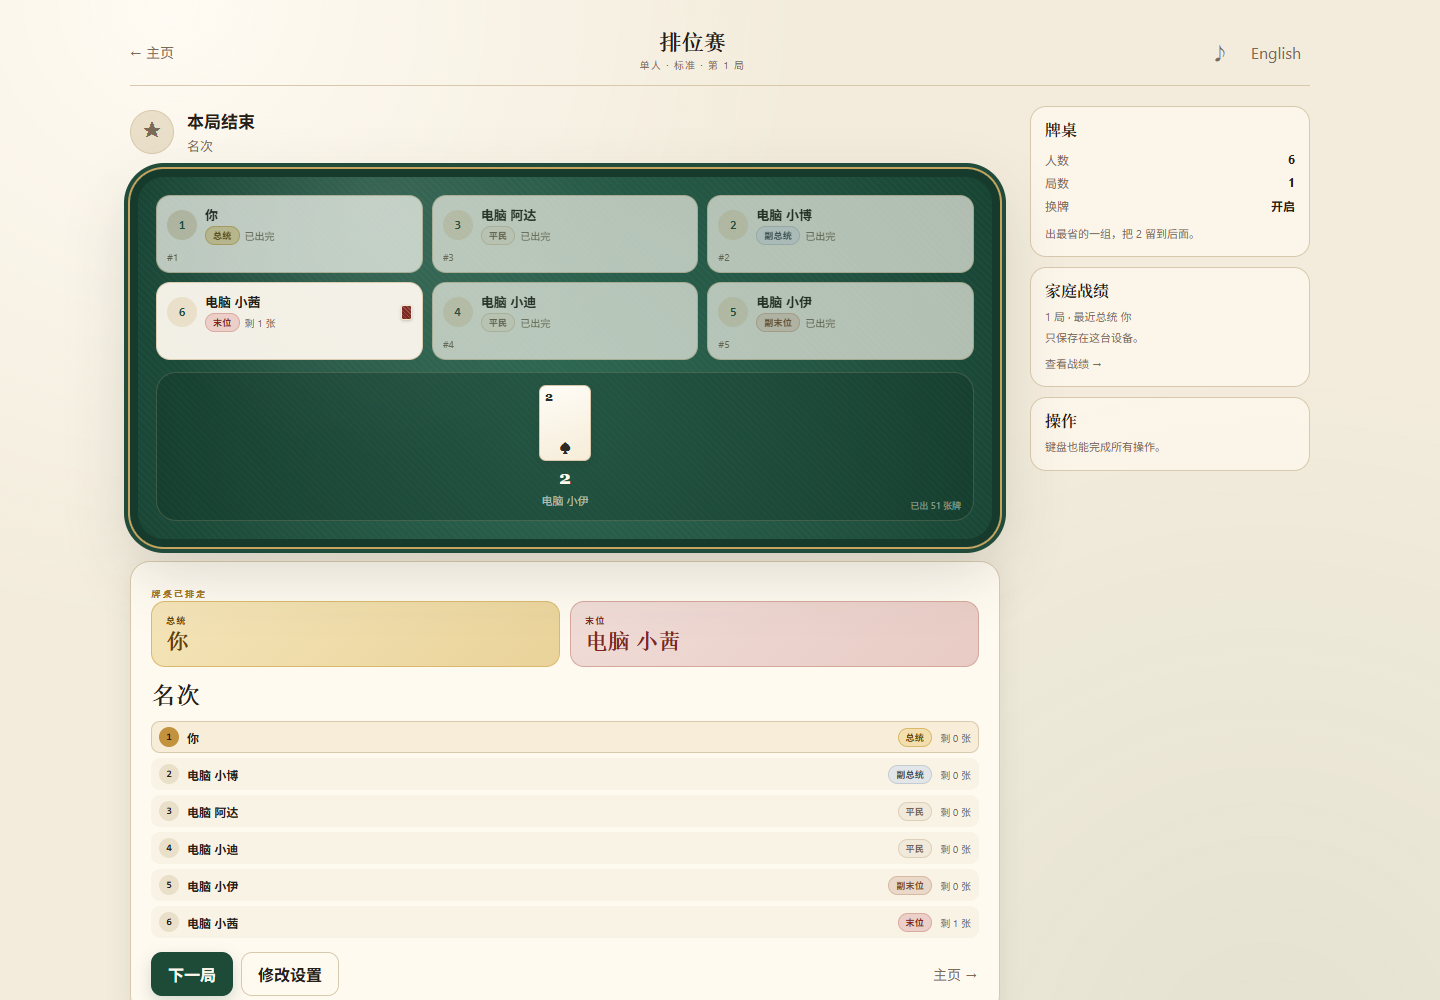 ← 主页
排位赛
单人 · 标准 · 第 1 局
♪
English
本局结束
名次
1
你
总统 已出完
#1
3
电脑 阿达
平民 已出完
#3
2
电脑 小博
副总统 已出完
#2
6
电脑 小茜
末位 剩 1 张
4
电脑 小迪
平民 已出完
#4
5
电脑 小伊
副末位 已出完
#5
2
♠
2
电脑 小伊
已出 51 张牌
牌桌已排定
总统
你
末位
电脑 小茜
名次
1 你 总统 剩 0 张
2 电脑 小博 副总统 剩 0 张
3 电脑 阿达 平民 剩 0 张
4 电脑 小迪 平民 剩 0 张
5 电脑 小伊 副末位 剩 0 张
6 电脑 小茜 末位 剩 1 张
下一局 修改设置 主页 →
牌桌
人数 6
局数 1
换牌 开启
出最省的一组，把 2 留到后面。
家庭战绩
1 局 · 最近总统 你
只保存在这台设备。
查看战绩 →
操作
键盘也能完成所有操作。